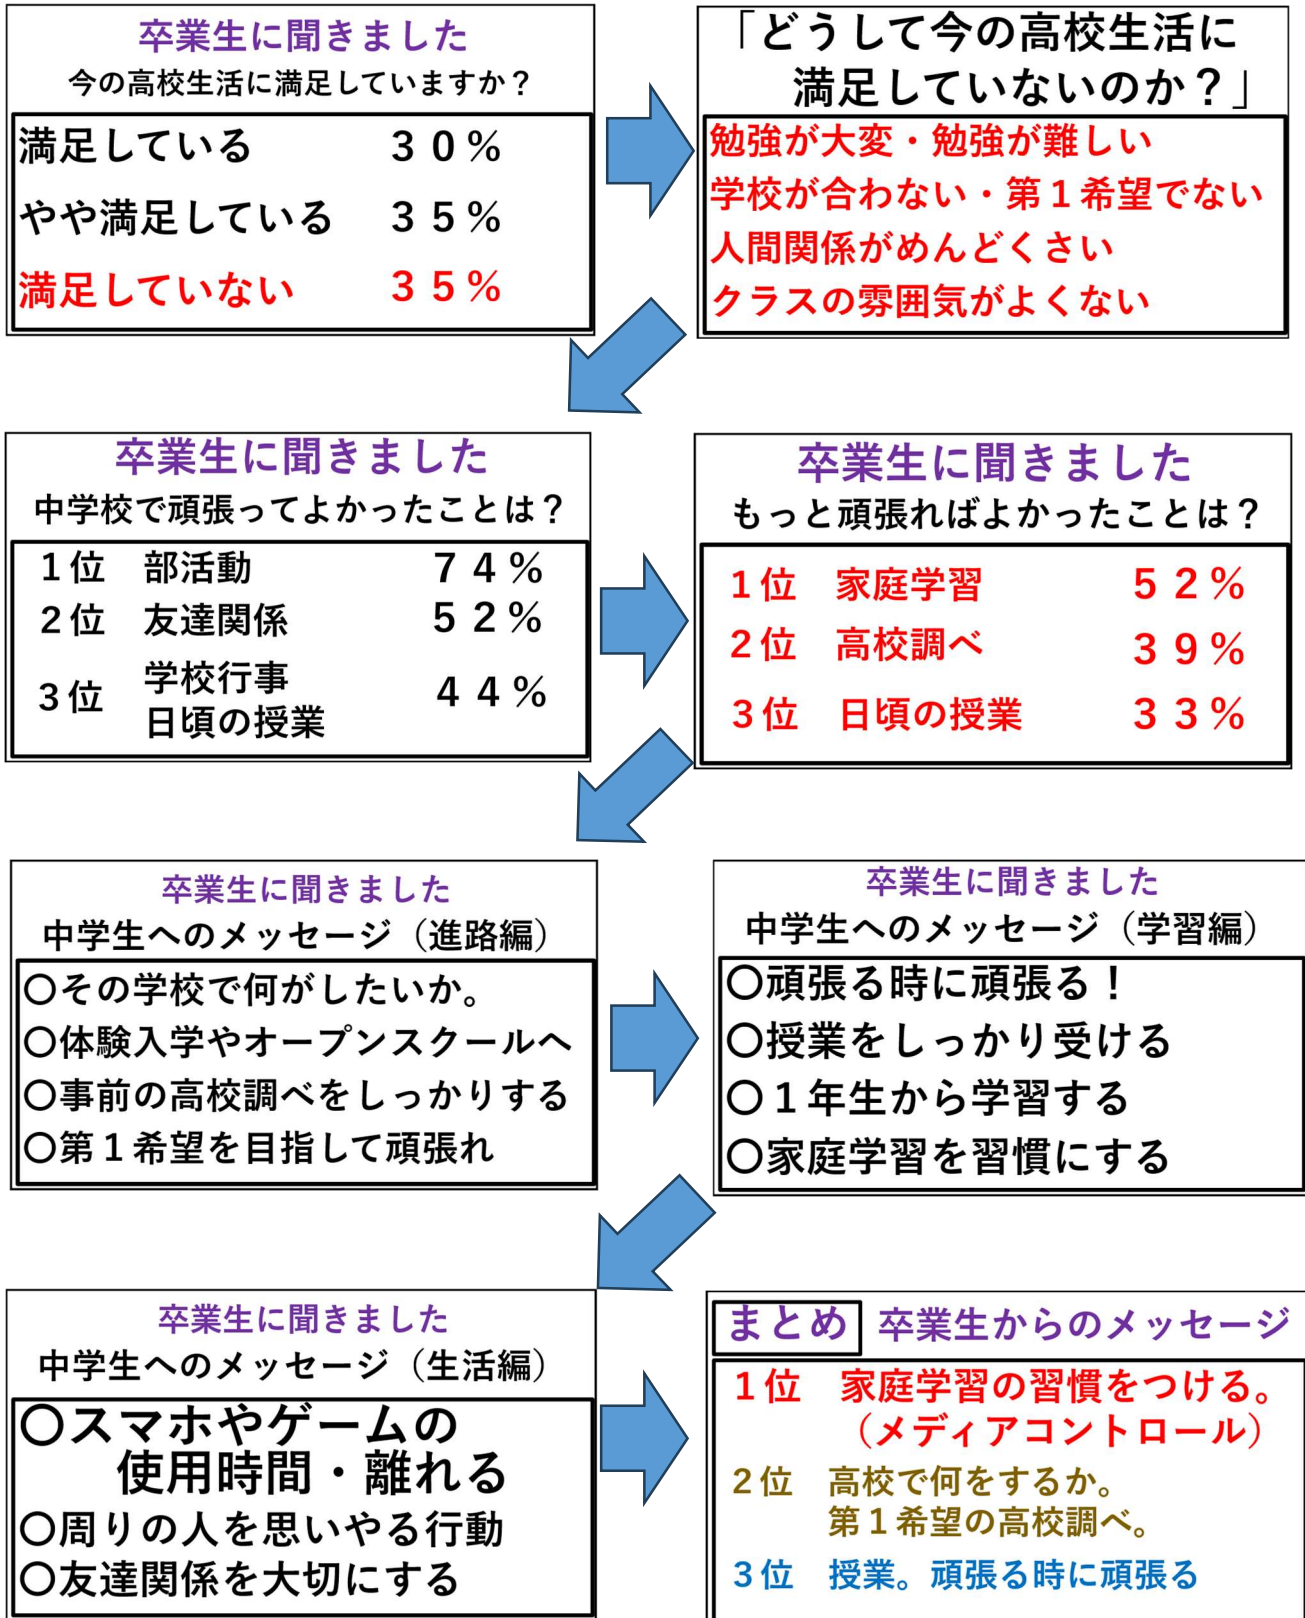 卒業生に聞きました
今の高校生活に満足していますか？
満足している　　　３０％
やや満足している　３５％
満足していない　　３５％
「どうして今の高校生活に
満足していないのか？」
勉強が大変・勉強が難しい
学校が合わない・第１希望でない
人間関係がめんどくさい
クラスの雰囲気がよくない
卒業生に聞きました
中学校で頑張ってよかったことは？
１位　部活動　７４％
２位　友達関係　５２％
３位　学校行事　４４％
日頃の授業
卒業生に聞きました
もっと頑張ればよかったことは？
１位　家庭学習　５２％
２位　高校調べ　３９％
３位　日頃の授業　３３％
卒業生に聞きました
中学生へのメッセージ（進路編）
〇その学校で何がしたいか。
〇体験入学やオープンスクールへ
〇事前の高校調べをしっかりする
〇第１希望を目指して頑張れ
卒業生に聞きました
中学生へのメッセージ（学習編）
〇頑張る時に頑張る！
〇授業をしっかり受ける
〇１年生から学習する
〇家庭学習を習慣にする
卒業生に聞きました
中学生へのメッセージ（生活編）
〇スマホやゲームの
使用時間・離れる
〇周りの人を思いやる行動
〇友達関係を大切にする
まとめ　卒業生からのメッセージ
１位　家庭学習の習慣をつける。
（メディアコントロール）
２位　高校で何をするか。
第１希望の高校調べ。
３位　授業。頑張る時に頑張る